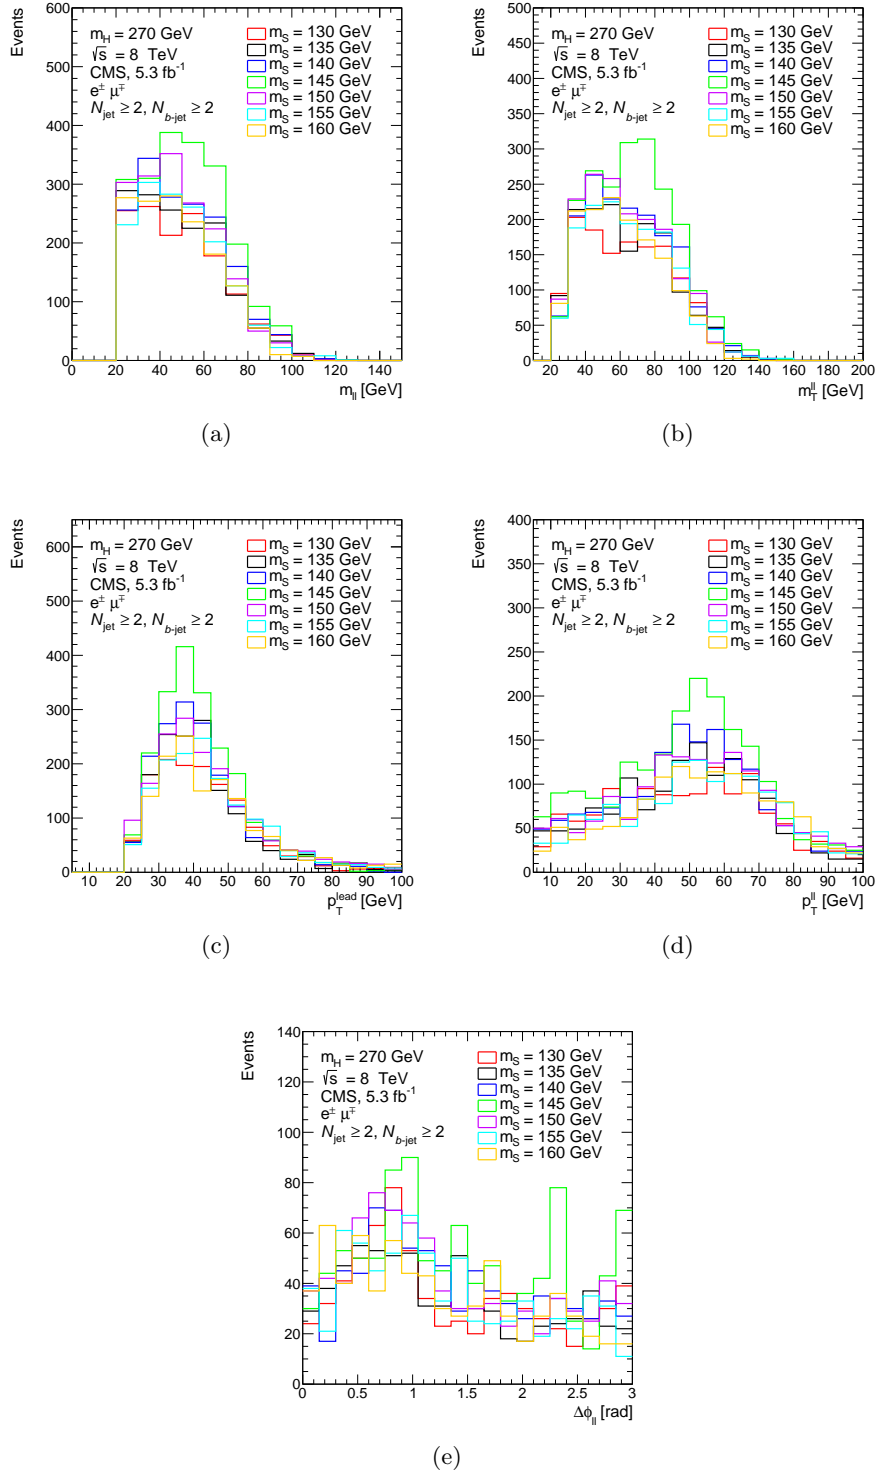 Events
600
500
400
300
200
100
0
m_H = 270 GeV
√s = 8 TeV
CMS, 5.3 fb⁻¹
e± μ∓
N_jet ≥ 2, N_b-jet ≥ 2
m_S = 130 GeV
m_S = 135 GeV
m_S = 140 GeV
m_S = 145 GeV
m_S = 150 GeV
m_S = 155 GeV
m_S = 160 GeV
0 20 40 60 80 100 120 140
m_ll [GeV]
(a)
Events
500
450
400
350
300
250
200
150
100
50
0
m_H = 270 GeV
√s = 8 TeV
CMS, 5.3 fb⁻¹
e± μ∓
N_jet ≥ 2, N_b-jet ≥ 2
m_S = 130 GeV
m_S = 135 GeV
m_S = 140 GeV
m_S = 145 GeV
m_S = 150 GeV
m_S = 155 GeV
m_S = 160 GeV
20 40 60 80 100 120 140 160 180 200
m_T^ll [GeV]
(b)
Events
600
500
400
300
200
100
0
m_H = 270 GeV
√s = 8 TeV
CMS, 5.3 fb⁻¹
e± μ∓
N_jet ≥ 2, N_b-jet ≥ 2
m_S = 130 GeV
m_S = 135 GeV
m_S = 140 GeV
m_S = 145 GeV
m_S = 150 GeV
m_S = 155 GeV
m_S = 160 GeV
10 20 30 40 50 60 70 80 90 100
p_T^lead [GeV]
(c)
Events
400
350
300
250
200
150
100
50
0
m_H = 270 GeV
√s = 8 TeV
CMS, 5.3 fb⁻¹
e± μ∓
N_jet ≥ 2, N_b-jet ≥ 2
m_S = 130 GeV
m_S = 135 GeV
m_S = 140 GeV
m_S = 145 GeV
m_S = 150 GeV
m_S = 155 GeV
m_S = 160 GeV
10 20 30 40 50 60 70 80 90 100
p_T^ll [GeV]
(d)
Events
140
120
100
80
60
40
20
0
m_H = 270 GeV
√s = 8 TeV
CMS, 5.3 fb⁻¹
e± μ∓
N_jet ≥ 2, N_b-jet ≥ 2
m_S = 130 GeV
m_S = 135 GeV
m_S = 140 GeV
m_S = 145 GeV
m_S = 150 GeV
m_S = 155 GeV
m_S = 160 GeV
0 0.5 1 1.5 2 2.5 3
Δϕ_ll [rad]
(e)